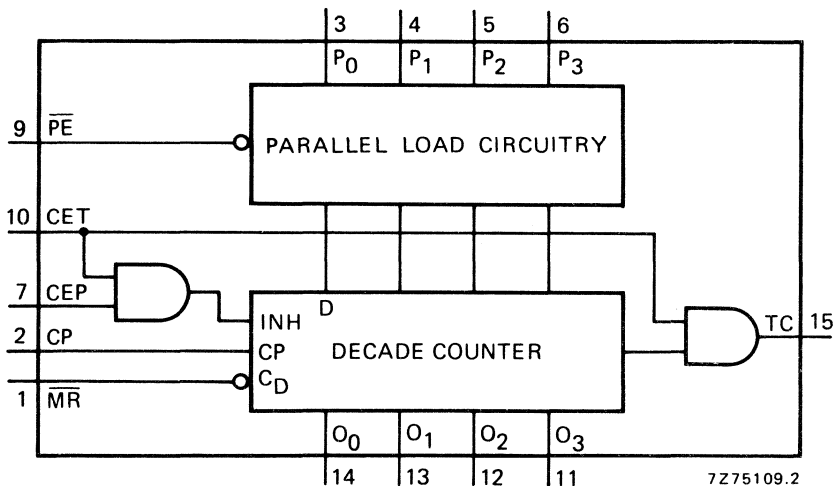 3 4 5 6
P0 P1 P2 P3
9 PE
PARALLEL LOAD CIRCUITRY
10 CET
7 CEP
D
INH
TC 15
2 CP
CP DECADE COUNTER
CD
1 MR
O0 O1 O2 O3
14 13 12 11
7Z75109.2